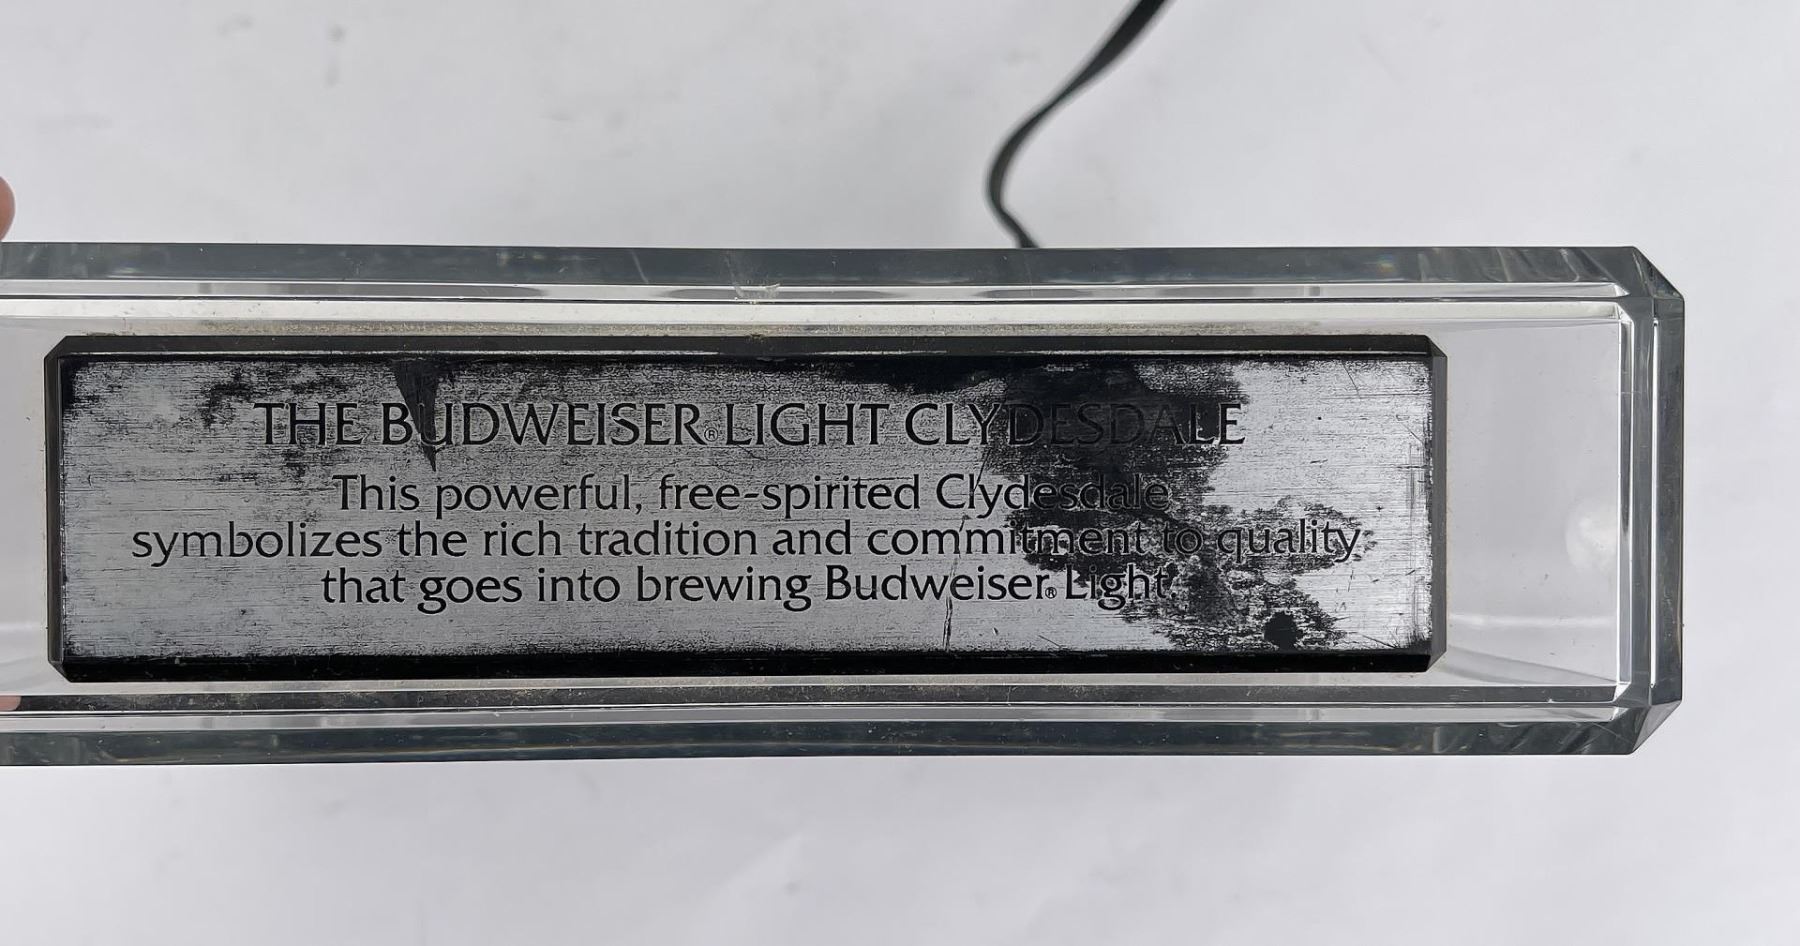 THE BUDWEISER® LIGHT CLYDESDALE
This powerful, free-spirited Clydesdale
symbolizes the rich tradition and commitment to quality
that goes into brewing Budweiser® Light.